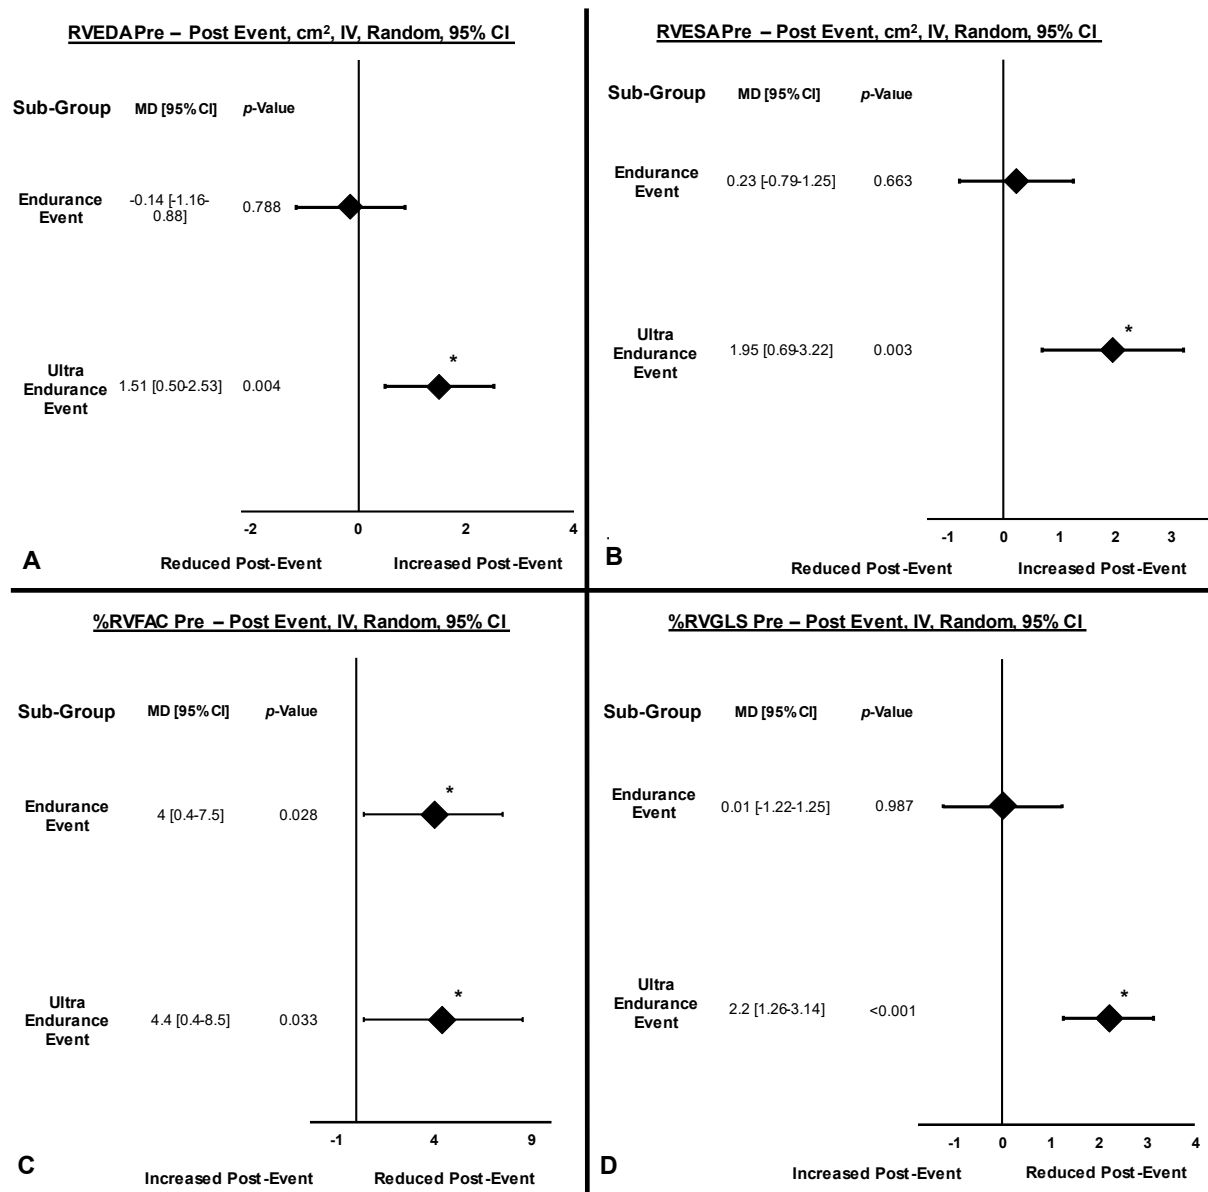 RVEDA Pre – Post Event, cm², IV, Random, 95% CI
Sub-Group MD [95%CI] p-Value
Endurance
Event
-0.14 [-1.16-
0.88]
0.788
*
Ultra
Endurance
Event
1.51 [0.50-2.53] 0.004
-2 0 2 4
Reduced Post-Event Increased Post-Event
A
RVESA Pre – Post Event, cm², IV, Random, 95% CI
Sub-Group MD [95%CI] p-Value
Endurance
Event
0.23 [-0.79-1.25] 0.663
*
Ultra
Endurance
Event
1.95 [0.69-3.22] 0.003
-1 0 1 2 3
Reduced Post-Event Increased Post-Event
B
%RVFAC Pre – Post Event, IV, Random, 95% CI
Sub-Group MD [95%CI] p-Value
*
Endurance
Event
4 [0.4-7.5] 0.028
*
Ultra
Endurance
Event
4.4 [0.4-8.5] 0.033
-1 4 9
Increased Post-Event Reduced Post-Event
C
%RVGLS Pre – Post Event, IV, Random, 95% CI
Sub-Group MD [95%CI] p-Value
Endurance
Event
0.01 [-1.22-1.25] 0.987
*
Ultra
Endurance
Event
2.2 [1.26-3.14] <0.001
-1 0 1 2 3 4
Increased Post-Event Reduced Post-Event
D